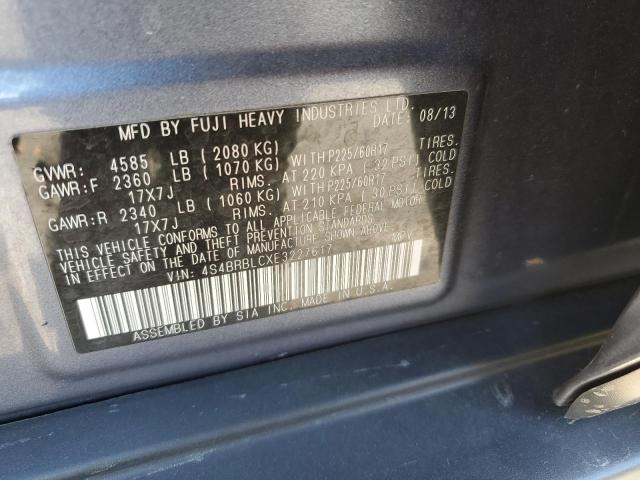 MFD BY FUJI HEAVY INDUSTRIES LTD.
DATE: 08/13
GVWR: 4585 LB ( 2080 KG)
GAWR:F 2360 LB ( 1070 KG) WITH P225/60R17 TIRES.
17X7J RIMS. AT 220 KPA ( 32 PSI) COLD
GAWR:R 2340 LB ( 1060 KG) WITH P225/60R17 TIRES.
17X7J RIMS. AT 210 KPA ( 30 PSI) COLD
THIS VEHICLE CONFORMS TO ALL APPLICABLE FEDERAL MOTOR
VEHICLE SAFETY AND THEFT PREVENTION STANDARDS IN EFFECT
ON THE DATE OF MANUFACTURE SHOWN ABOVE.
VIN: 4S4BRBLCXE3227617 MPV
ASSEMBLED BY SIA INC. MADE IN U.S.A.